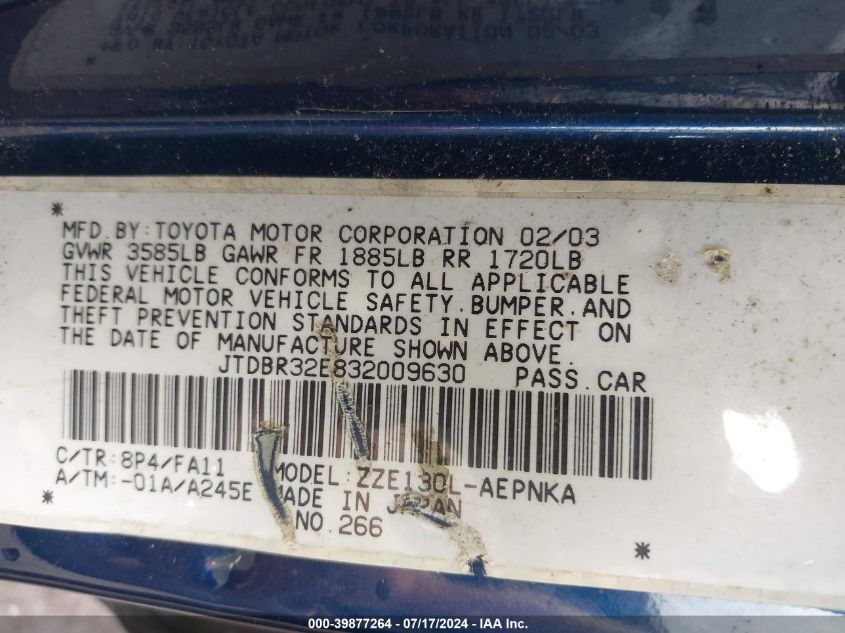 MFD.BY:TOYOTA MOTOR CORPORATION 02/03
GVWR 3585LB GAWR FR 1885LB RR 1720LB
THIS VEHICLE CONFORMS TO ALL APPLICABLE
FEDERAL MOTOR VEHICLE SAFETY.BUMPER.AND
THEFT PREVENTION STANDARDS IN EFFECT ON
THE DATE OF MANUFACTURE SHOWN ABOVE.
JTDBR32E832009630 PASS.CAR
C/TR:8P4/FA11 MODEL:ZZE130L-AEPNKA
A/TM:-01A/A245E MADE IN JAPAN
NO.266
000-39877264 - 07/17/2024 - IAAI Inc.